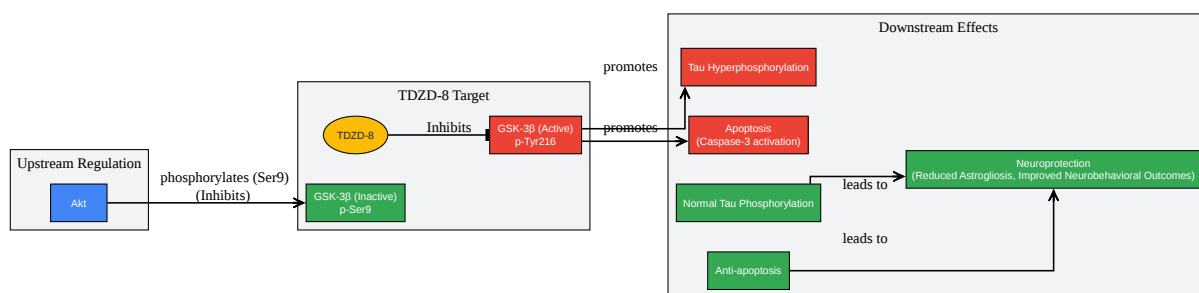 Downstream Effects
promotes
Tau Hyperphosphorylation
TDZD-8 Target
TDZD-8
Inhibits
GSK-3β (Active)
p-Tyr216
promotes
Apoptosis
(Caspase-3 activation)
Upstream Regulation
Akt
phosphorylates (Ser9)
(Inhibits)
GSK-3β (Inactive)
p-Ser9
Normal Tau Phosphorylation
leads to
Neuroprotection
(Reduced Astrogliosis, Improved Neurobehavioral Outcomes)
Anti-apoptosis
leads to